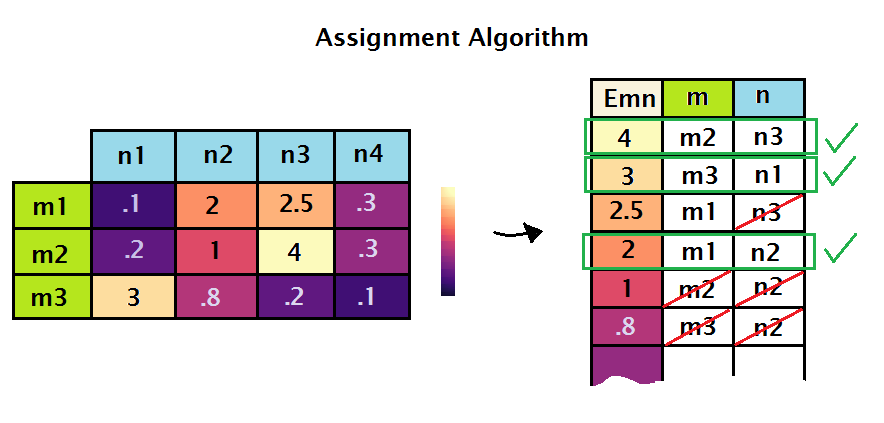 Assignment Algorithm
n1 n2 n3 n4
m1 .1 2 2.5 .3
m2 .2 1 4 .3
m3 3 .8 .2 .1
Emn m n
4 m2 n3
3 m3 n1
2.5 m1 n3
2 m1 n2
1 m2 n2
.8 m3 n2